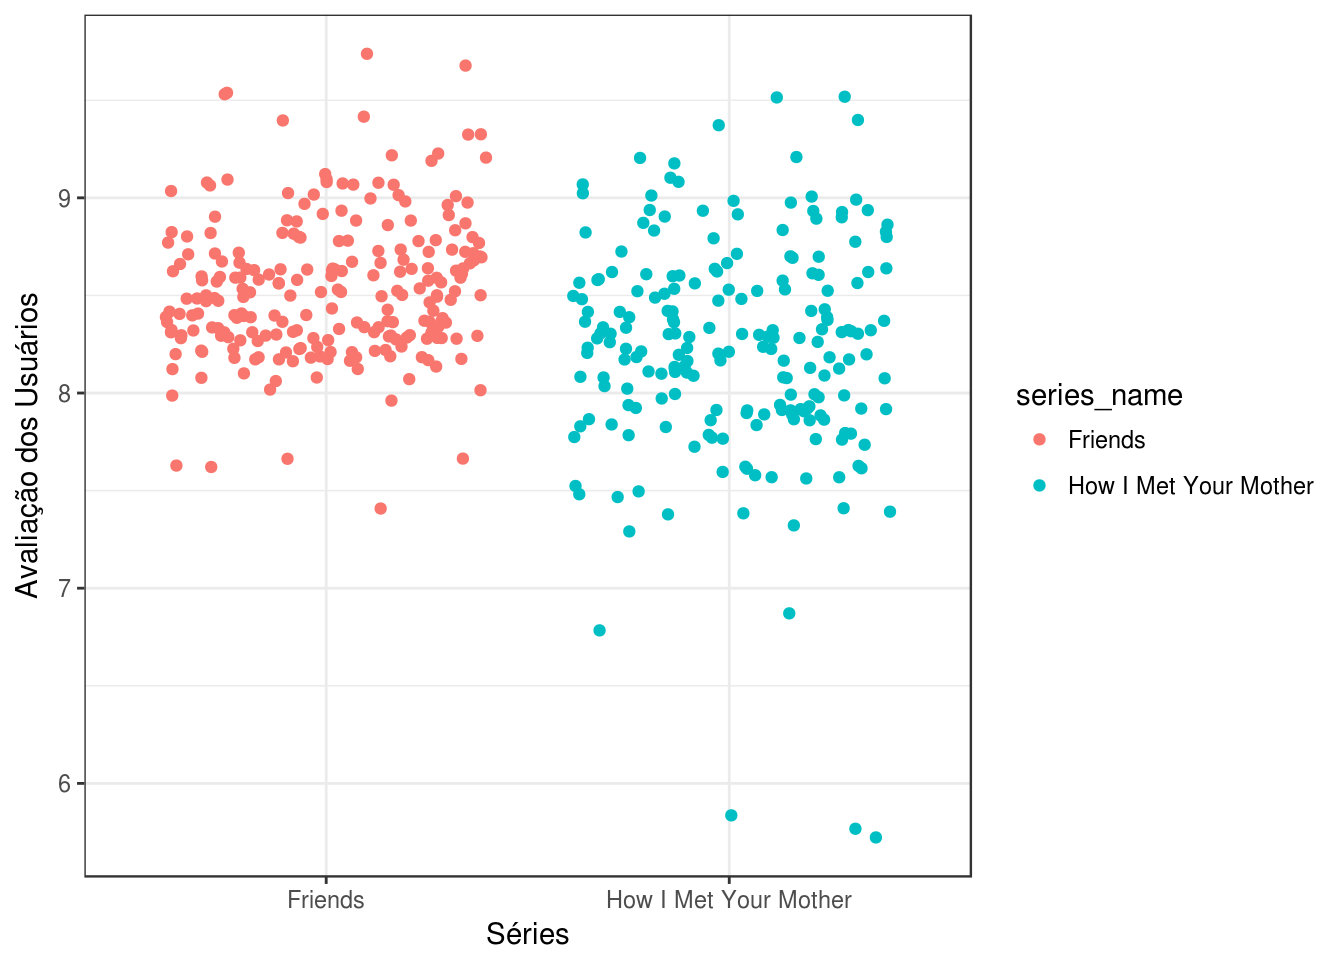 Avaliação dos Usuários
9
8
7
6
Friends
How I Met Your Mother
Séries
series_name
Friends
How I Met Your Mother